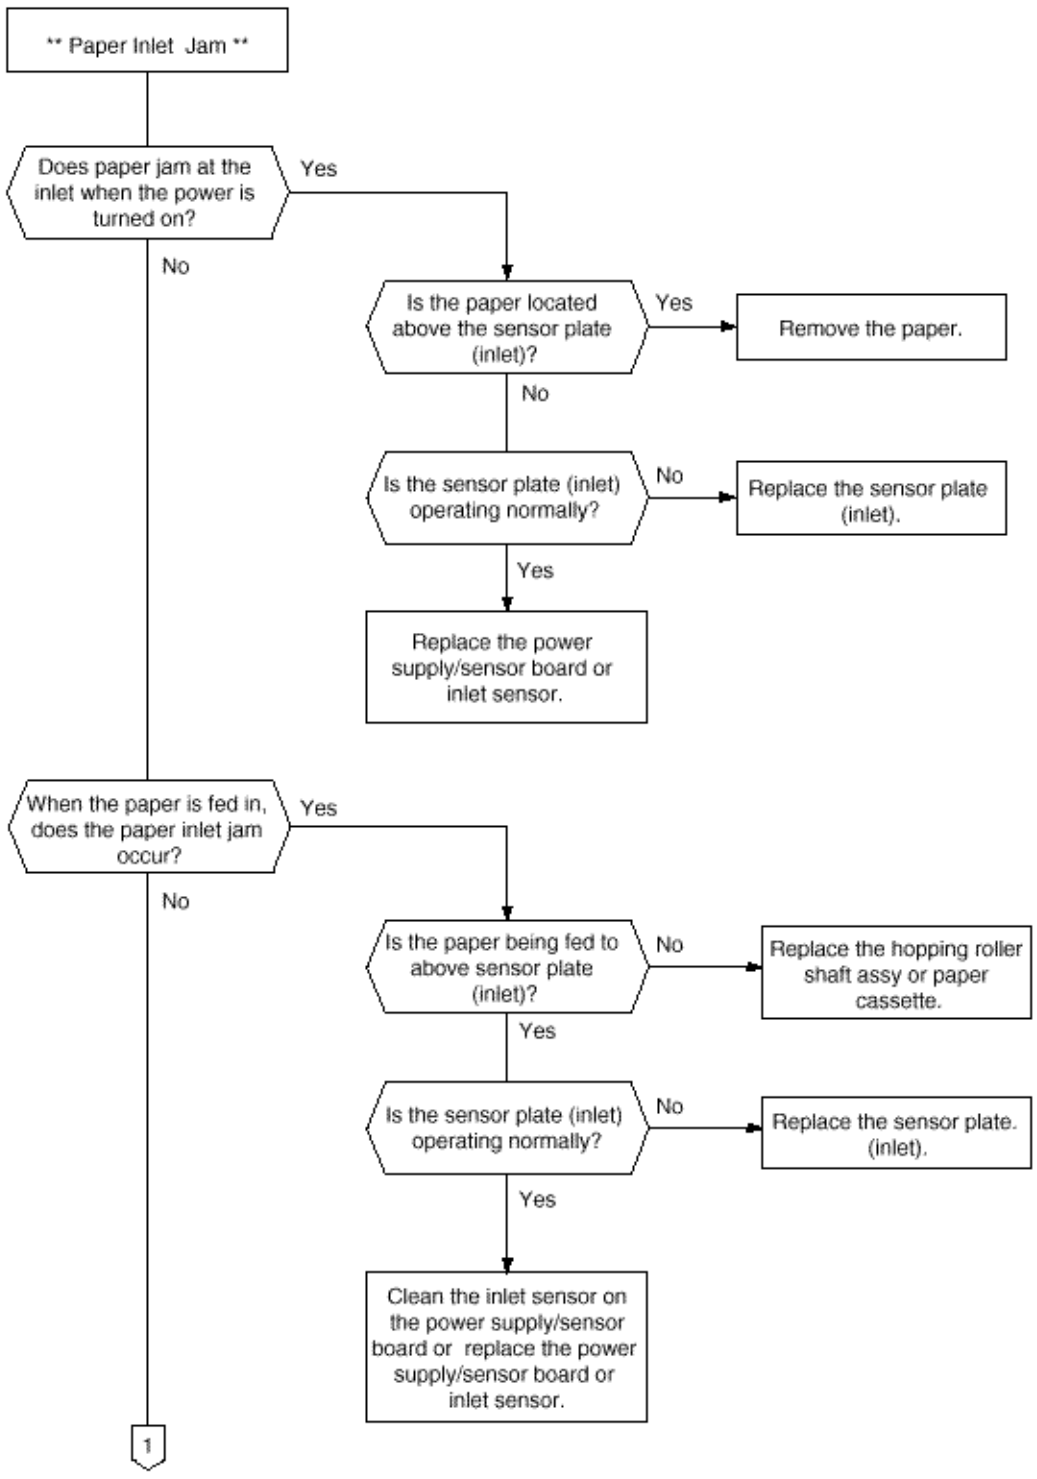 ** Paper Inlet Jam **
Does paper jam at the
inlet when the power is
turned on?
Yes
No
Is the paper located
above the sensor plate
(inlet)?
Yes
Remove the paper.
No
Is the sensor plate (inlet)
operating normally?
No
Replace the sensor plate
(inlet).
Yes
Replace the power
supply/sensor board or
inlet sensor.
When the paper is fed in,
does the paper inlet jam
occur?
Yes
No
Is the paper being fed to
above sensor plate
(inlet)?
No
Replace the hopping roller
shaft assy or paper
cassette.
Yes
Is the sensor plate (inlet)
operating normally?
No
Replace the sensor plate.
(inlet).
Yes
Clean the inlet sensor on
the power supply/sensor
board or replace the power
supply/sensor board or
inlet sensor.
1